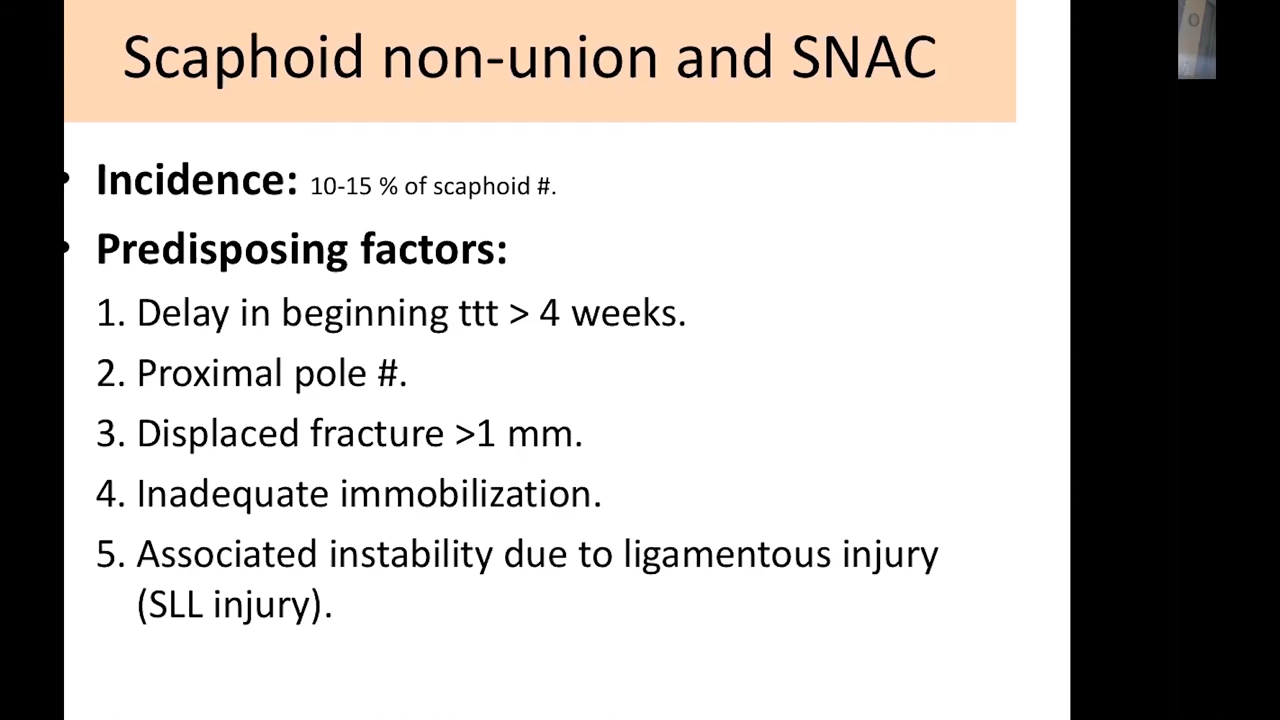 Scaphoid non-union and SNAC
• Incidence: 10-15 % of scaphoid #.
• Predisposing factors:
1. Delay in beginning ttt > 4 weeks.
2. Proximal pole #.
3. Displaced fracture >1 mm.
4. Inadequate immobilization.
5. Associated instability due to ligamentous injury
(SLL injury).